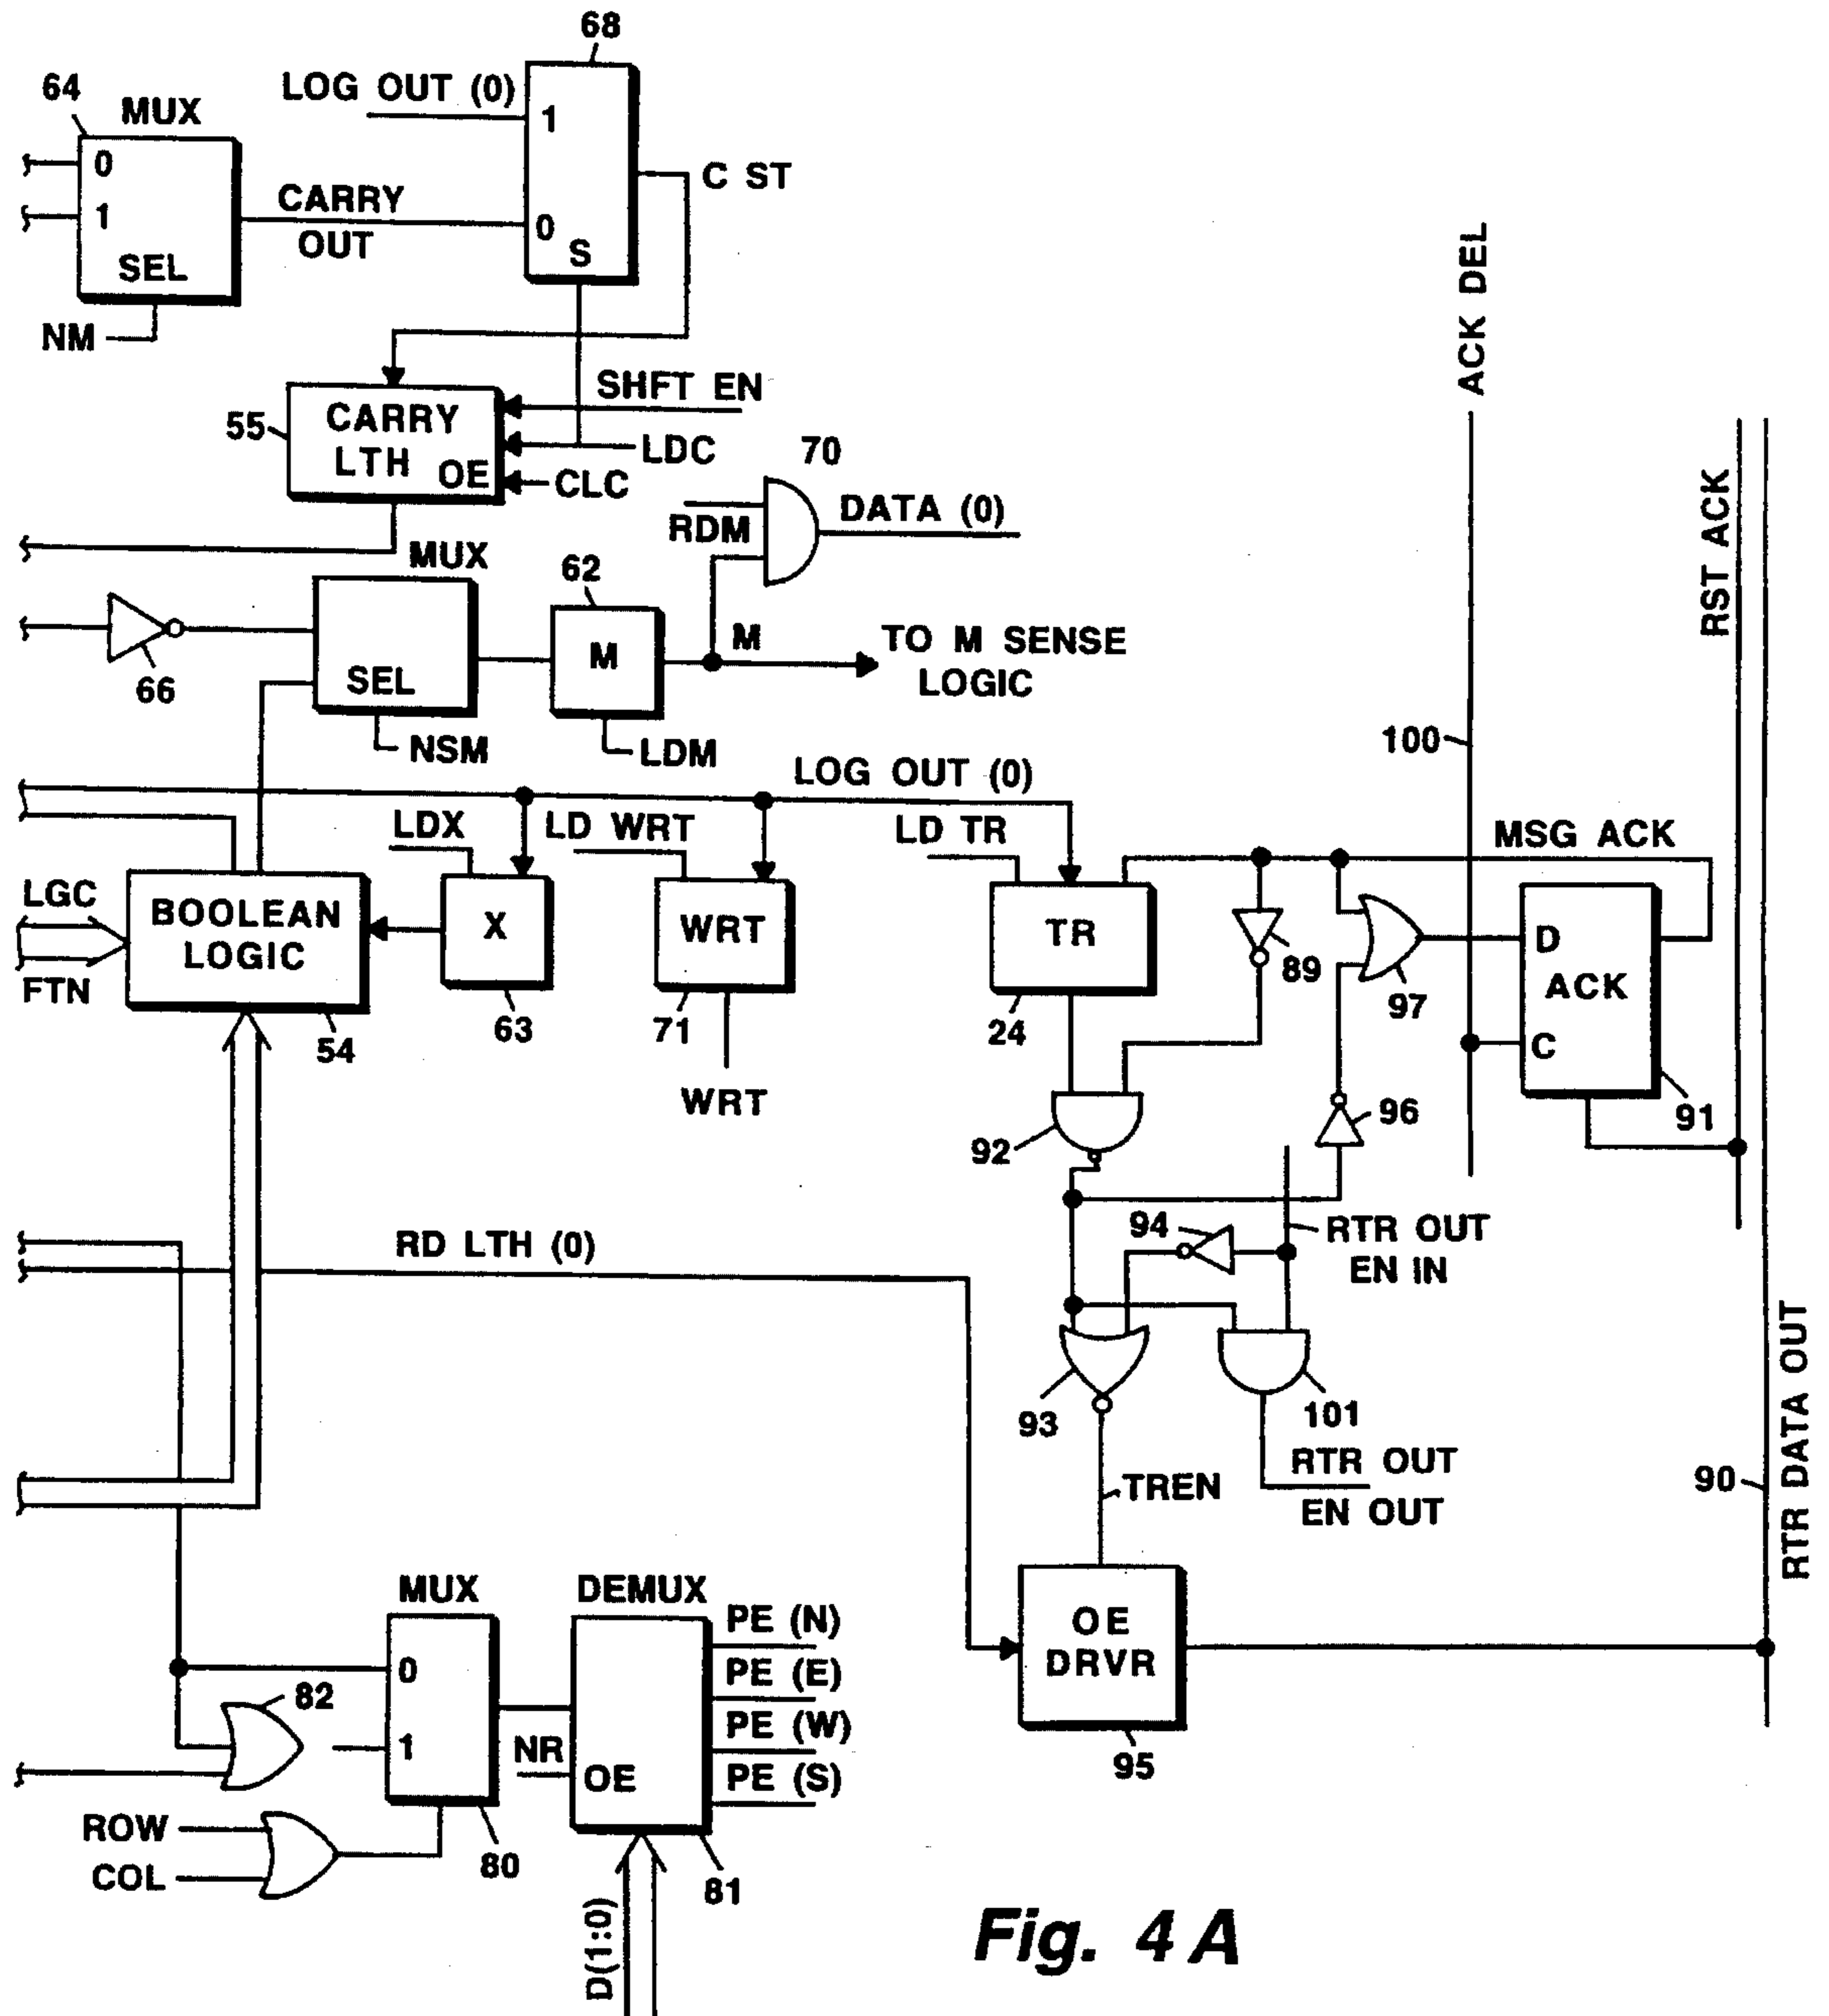 68
64
MUX
LOG OUT (0)
1
0
1
SEL
CARRY
OUT
0
S
C ST
NM
ACK DEL
55
CARRY
LTH
OE
SHFT EN
LDC
CLC
70
RDM
DATA (0)
RST ACK
MUX
62
66
SEL
M
M
TO M SENSE
LOGIC
NSM
LDM
100
LOG OUT (0)
LDX
LD WRT
LD TR
MSG ACK
LGC
FTN
BOOLEAN
LOGIC
X
WRT
TR
89
97
D
ACK
C
54
63
71
24
WRT
92
96
91
RD LTH (0)
94
RTR OUT
EN IN
93
101
RTR OUT
EN OUT
TREN
90
RTR DATA OUT
MUX
DEMUX
PE (N)
PE (E)
PE (W)
PE (S)
0
82
1
NR
OE
OE
DRVR
95
ROW
COL
80
81
D(1:0)
Fig. 4A